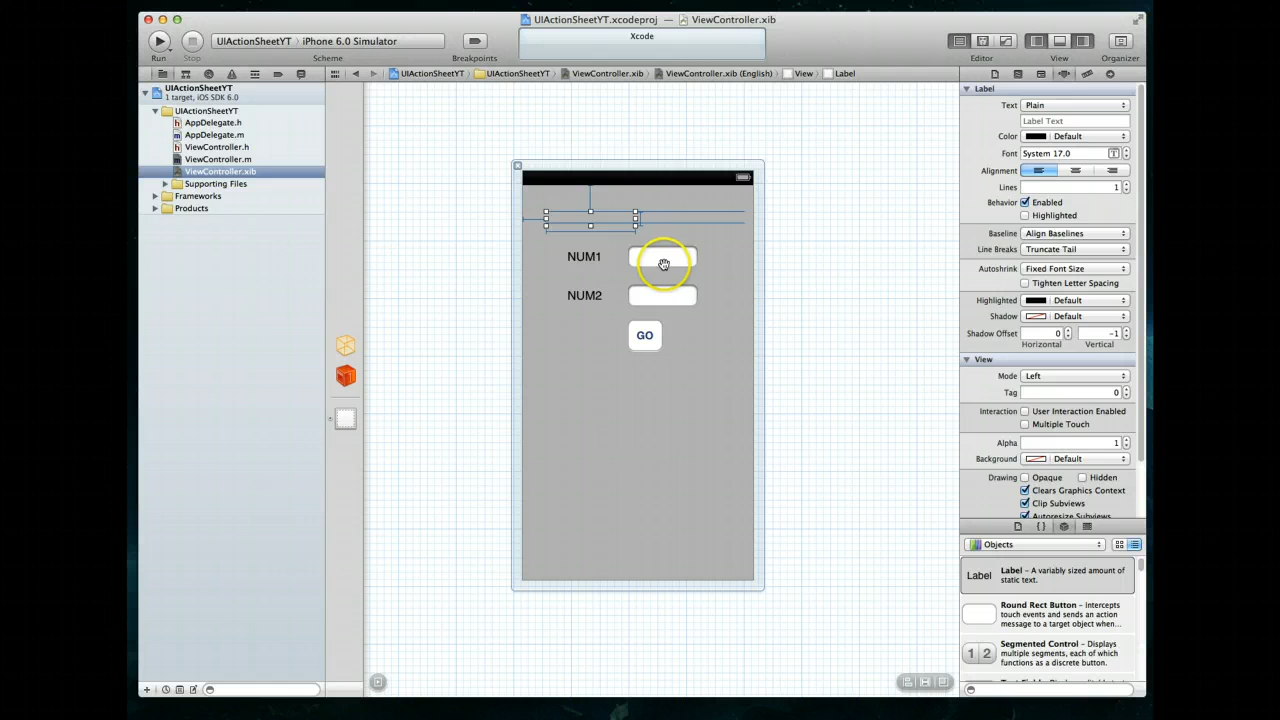 UIActionSheetYT.xcodeproj — ViewController.xib
Run
Stop
UIActionSheetYT
iPhone 6.0 Simulator
Scheme
Breakpoints
Xcode
Editor
View
Organizer
UIActionSheetYT
UIActionSheetYT
ViewController.xib
ViewController.xib (English)
View
Label
UIActionSheetYT
1 target, iOS SDK 6.0
UIActionSheetYT
AppDelegate.h
AppDelegate.m
ViewController.h
ViewController.m
ViewController.xib
Supporting Files
Frameworks
Products
NUM1
NUM2
GO
Label
Text Plain
Label Text
Color Default
Font System 17.0
Alignment
Lines 1
Behavior Enabled
Highlighted
Baseline Align Baselines
Line Breaks Truncate Tail
Autoshrink Fixed Font Size
Tighten Letter Spacing
Highlighted Default
Shadow Default
Shadow Offset 0 -1
Horizontal Vertical
View
Mode Left
Tag 0
Interaction User Interaction Enabled
Multiple Touch
Alpha 1
Background Default
Drawing Opaque Hidden
Clears Graphics Context
Clip Subviews
Autoresize Subviews
Objects
Label
Label – A variably sized amount of
static text.
Round Rect Button – Intercepts
touch events and sends an action
message to a target object when...
1 2
Segmented Control – Displays
multiple segments, each of which
functions as a discrete button.